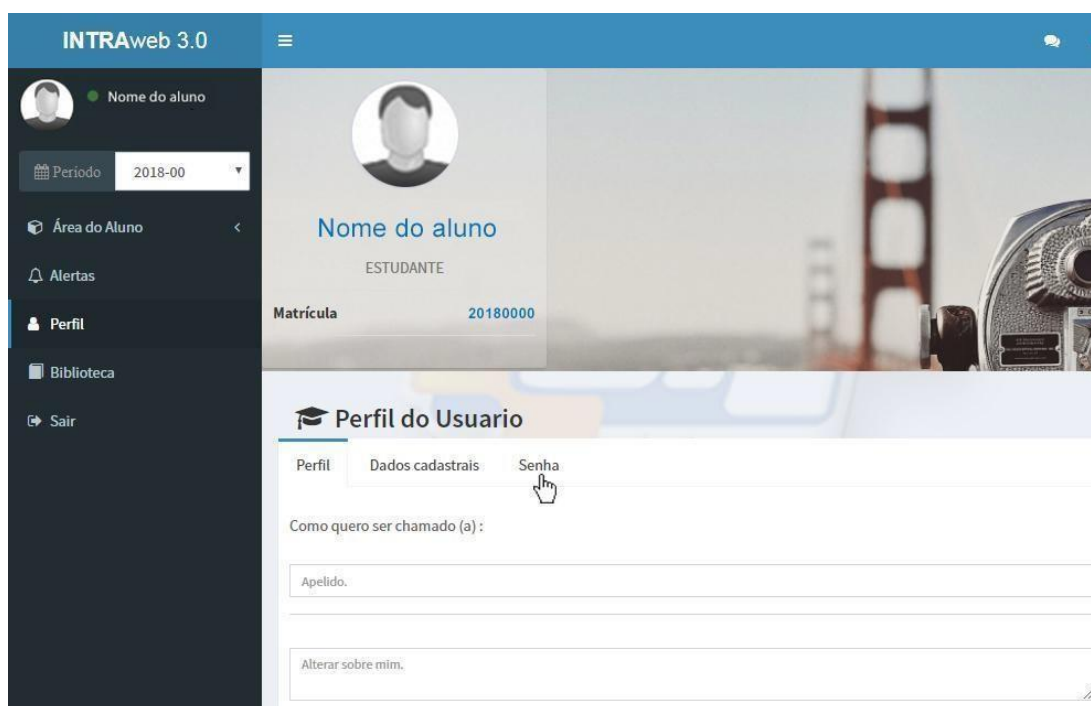 INTRAweb 3.0
Nome do aluno
Período
2018-00
Área do Aluno
Alertas
Perfil
Biblioteca
Sair
Nome do aluno
ESTUDANTE
Matrícula 20180000
Perfil do Usuario
Perfil Dados cadastrais Senha
Como quero ser chamado (a) :
Apelido.
Alterar sobre mim.